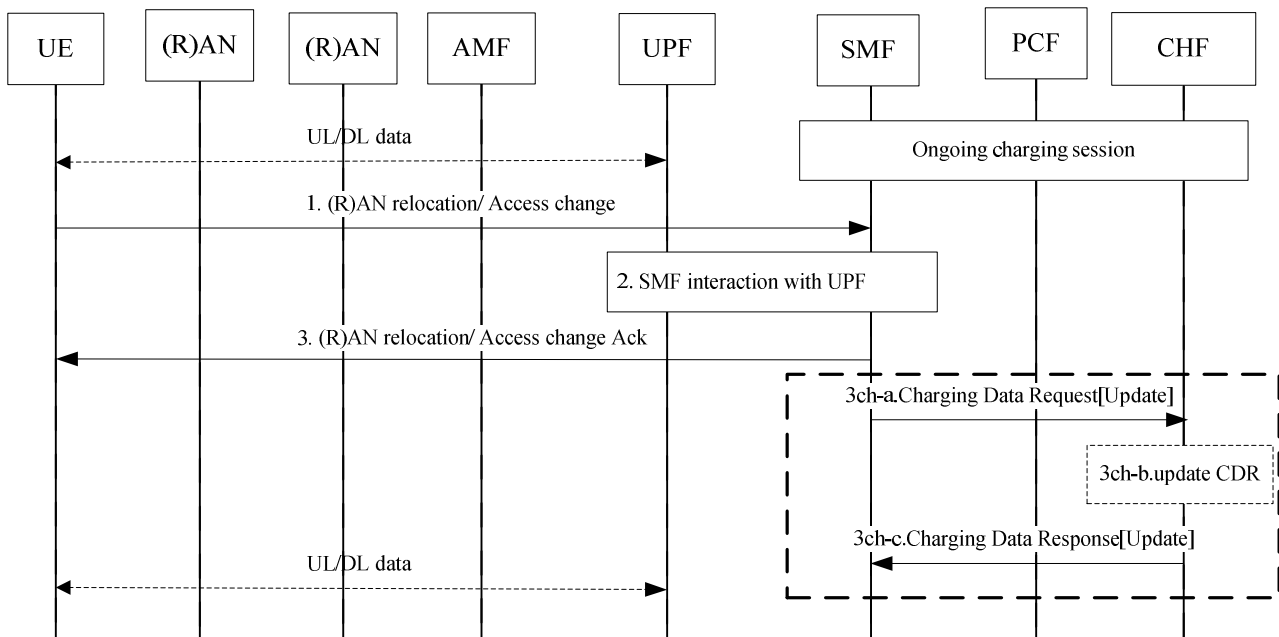 UE
(R)AN
(R)AN
AMF
UPF
SMF
PCF
CHF
UL/DL data
Ongoing charging session
1. (R)AN relocation/ Access change
2. SMF interaction with UPF
3. (R)AN relocation/ Access change Ack
3ch-a.Charging Data Request[Update]
3ch-b.update CDR
3ch-c.Charging Data Response[Update]
UL/DL data